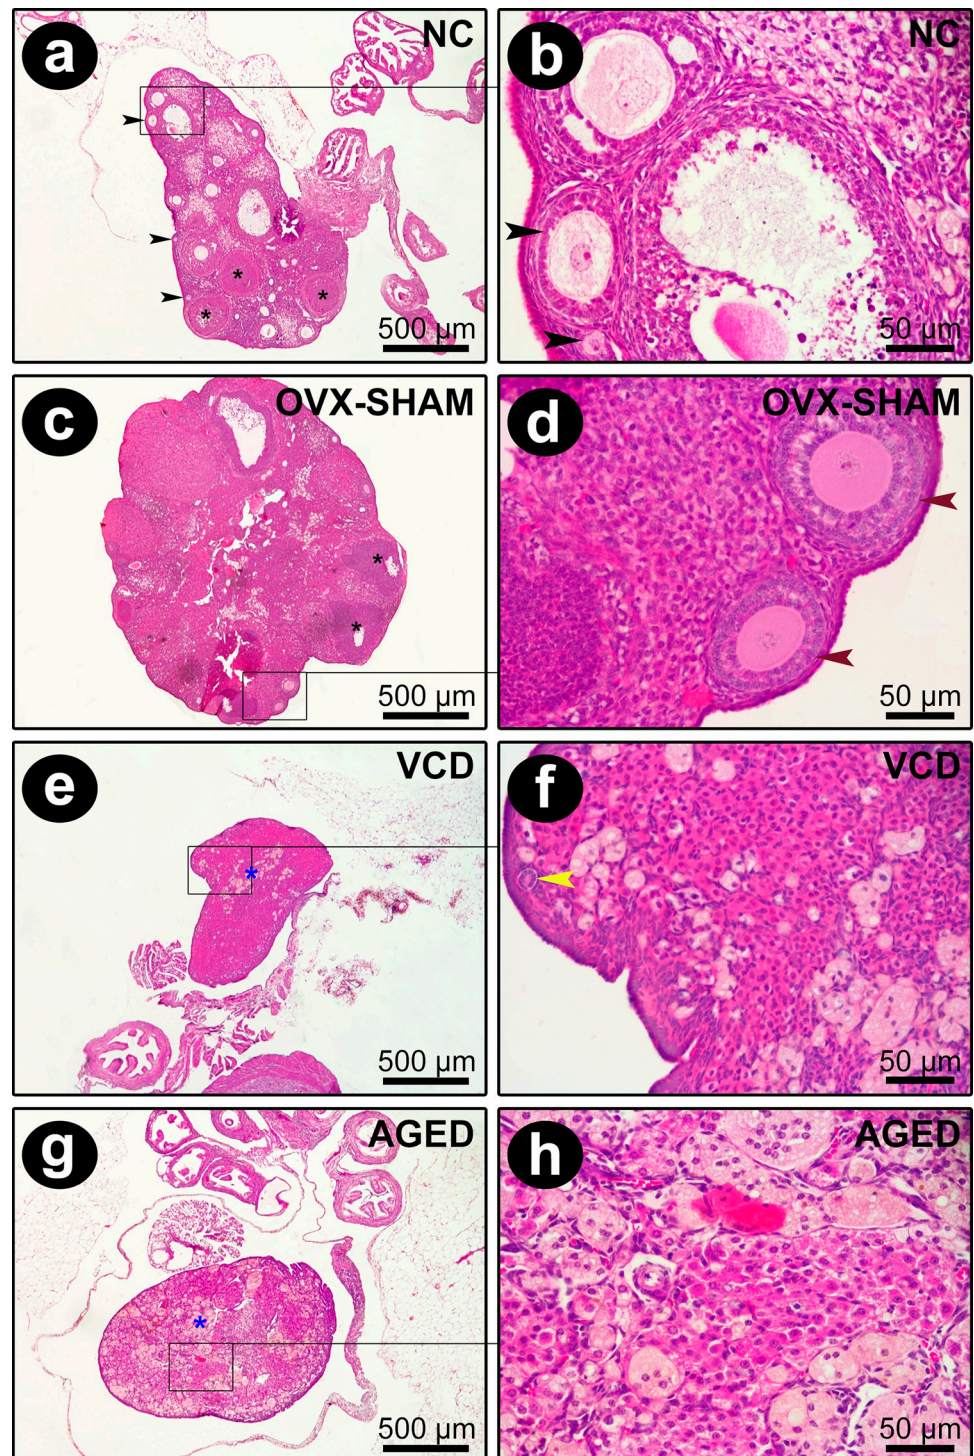 a
NC
500 µm
b
NC
50 µm
c
OVX-SHAM
*
*
500 µm
d
OVX-SHAM
50 µm
e
VCD
*
500 µm
f
VCD
50 µm
g
AGED
*
500 µm
h
AGED
50 µm